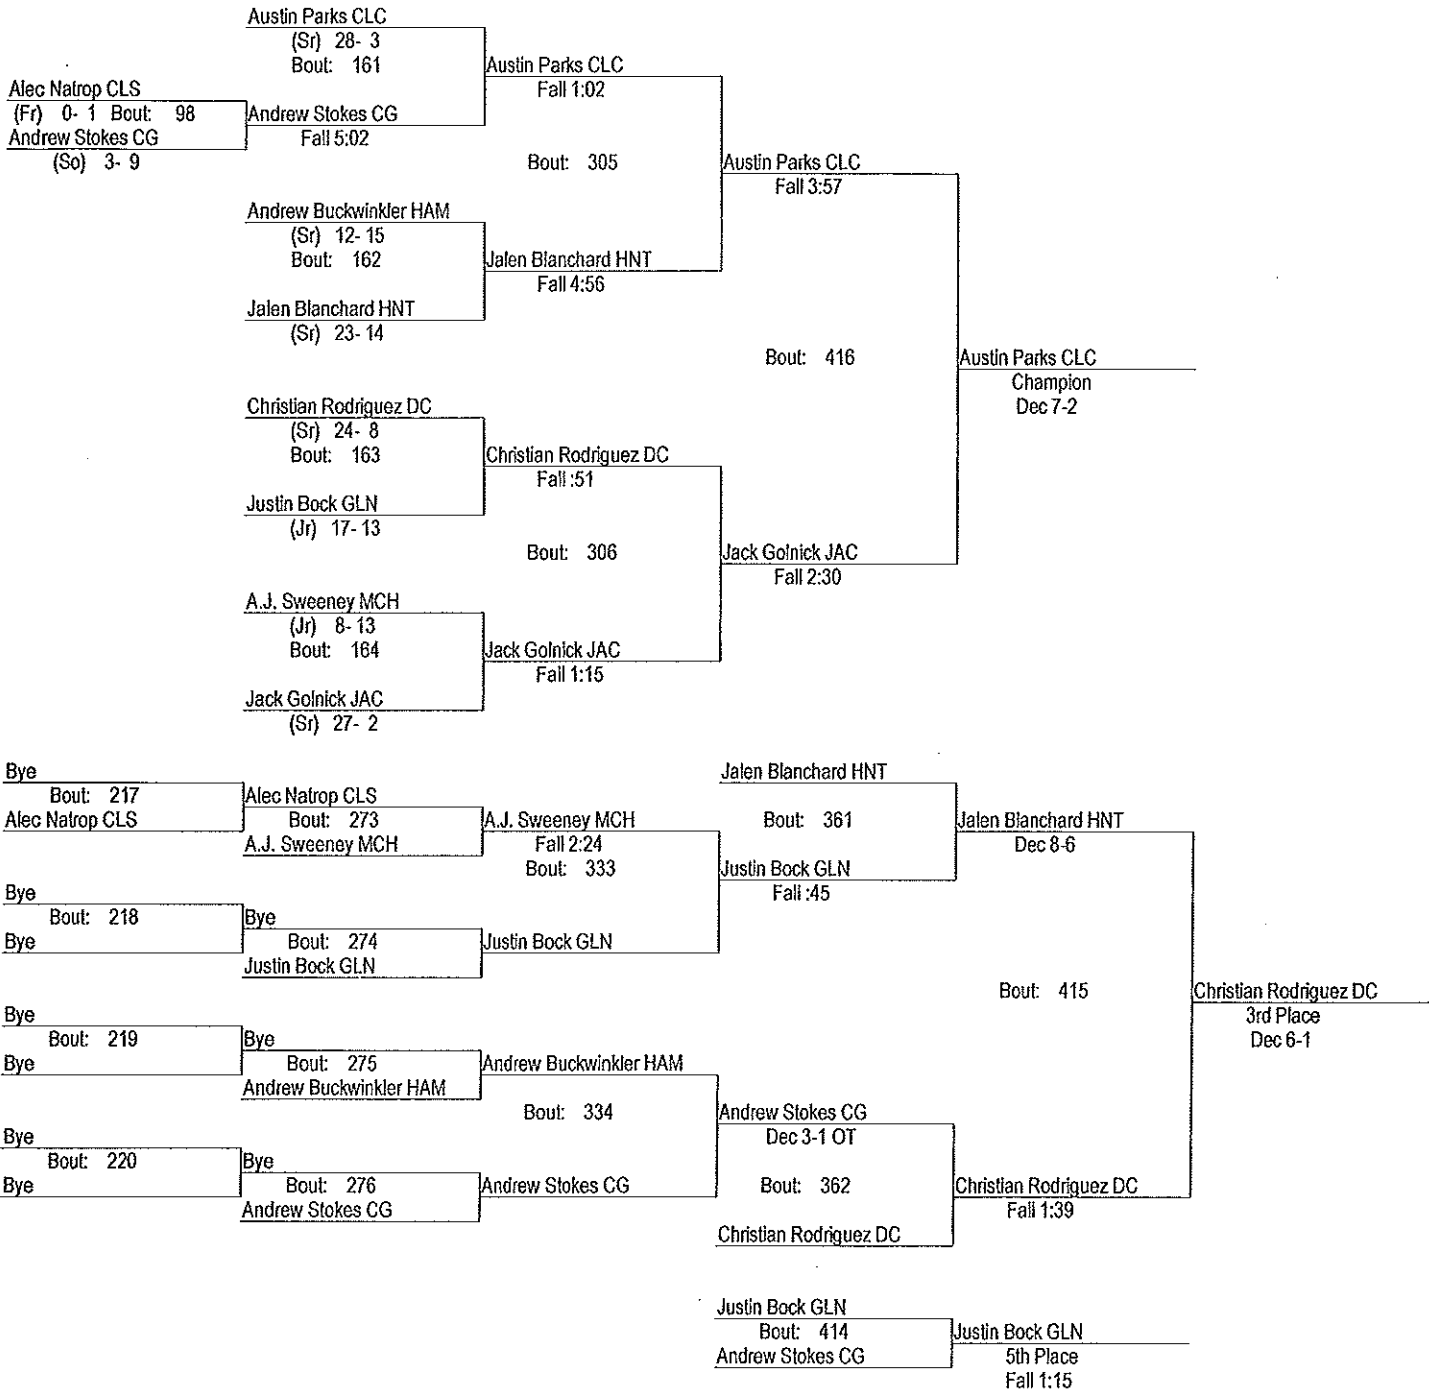 Austin Parks CLC
(Sr) 28- 3
Bout: 161
Austin Parks CLC
Fall 1:02
Alec Natrop CLS
(Fr) 0- 1 Bout: 98
Andrew Stokes CG
(So) 3- 9
Andrew Stokes CG
Fall 5:02
Bout: 305
Austin Parks CLC
Fall 3:57
Andrew Buckwinkler HAM
(Sr) 12- 15
Bout: 162
Jalen Blanchard HNT
Fall 4:56
Jalen Blanchard HNT
(Sr) 23- 14
Bout: 416
Austin Parks CLC
Champion
Dec 7-2
Christian Rodriguez DC
(Sr) 24- 8
Bout: 163
Christian Rodriguez DC
Fall :51
Justin Bock GLN
(Jr) 17- 13
Bout: 306
Jack Golnick JAC
Fall 2:30
A.J. Sweeney MCH
(Jr) 8- 13
Bout: 164
Jack Golnick JAC
Fall 1:15
Jack Golnick JAC
(Sr) 27- 2
Bye
Bout: 217
Alec Natrop CLS
Alec Natrop CLS
Bout: 273
A.J. Sweeney MCH
A.J. Sweeney MCH
Fall 2:24
Bout: 333
Jalen Blanchard HNT
Bout: 361
Justin Bock GLN
Fall :45
Jalen Blanchard HNT
Dec 8-6
Bye
Bout: 218
Bye
Bye
Bout: 274
Justin Bock GLN
Justin Bock GLN
Bout: 415
Christian Rodriguez DC
3rd Place
Dec 6-1
Bye
Bout: 219
Bye
Bye
Bout: 275
Andrew Buckwinkler HAM
Andrew Buckwinkler HAM
Bout: 334
Andrew Stokes CG
Dec 3-1 OT
Bye
Bout: 220
Bye
Bye
Bout: 276
Andrew Stokes CG
Andrew Stokes CG
Bout: 362
Christian Rodriguez DC
Christian Rodriguez DC
Fall 1:39
Justin Bock GLN
Bout: 414
Andrew Stokes CG
Justin Bock GLN
5th Place
Fall 1:15